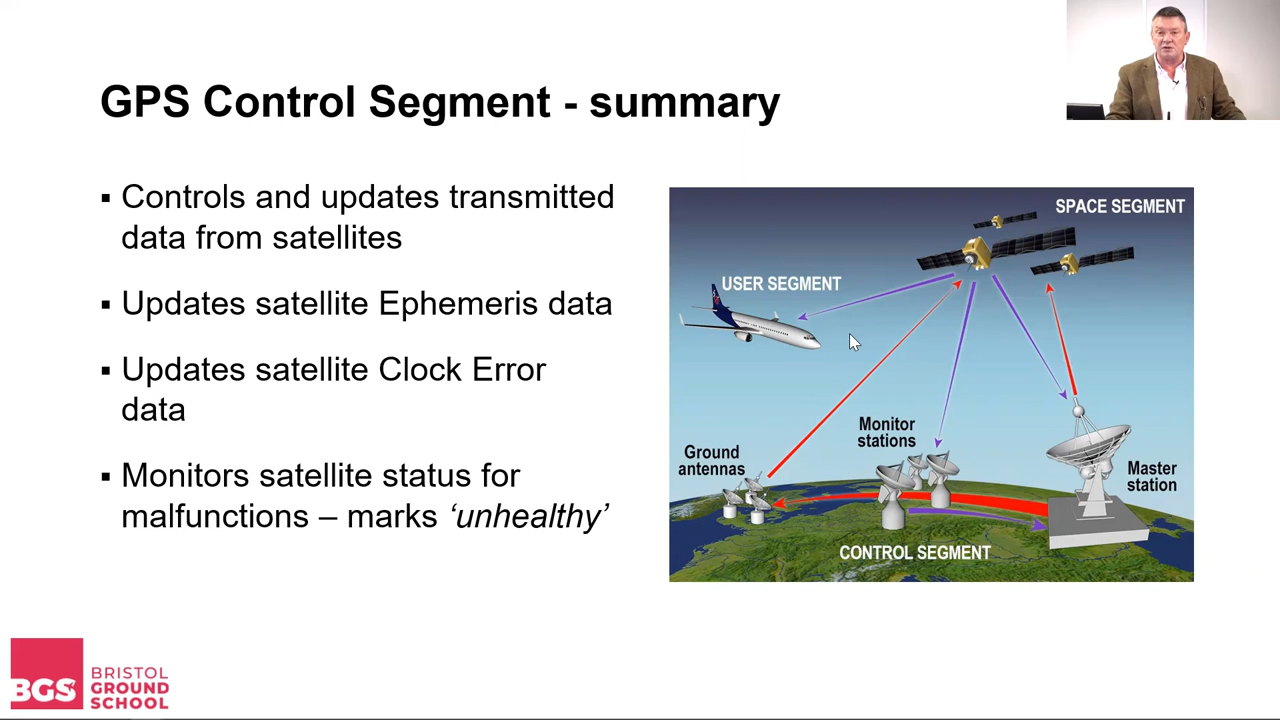 GPS Control Segment - summary
▪ Controls and updates transmitted
data from satellites
▪ Updates satellite Ephemeris data
▪ Updates satellite Clock Error
data
▪ Monitors satellite status for
malfunctions – marks ‘unhealthy’
SPACE SEGMENT
USER SEGMENT
Monitor
stations
Ground
antennas
Master
station
CONTROL SEGMENT
BGS
BRISTOL
GROUND
SCHOOL